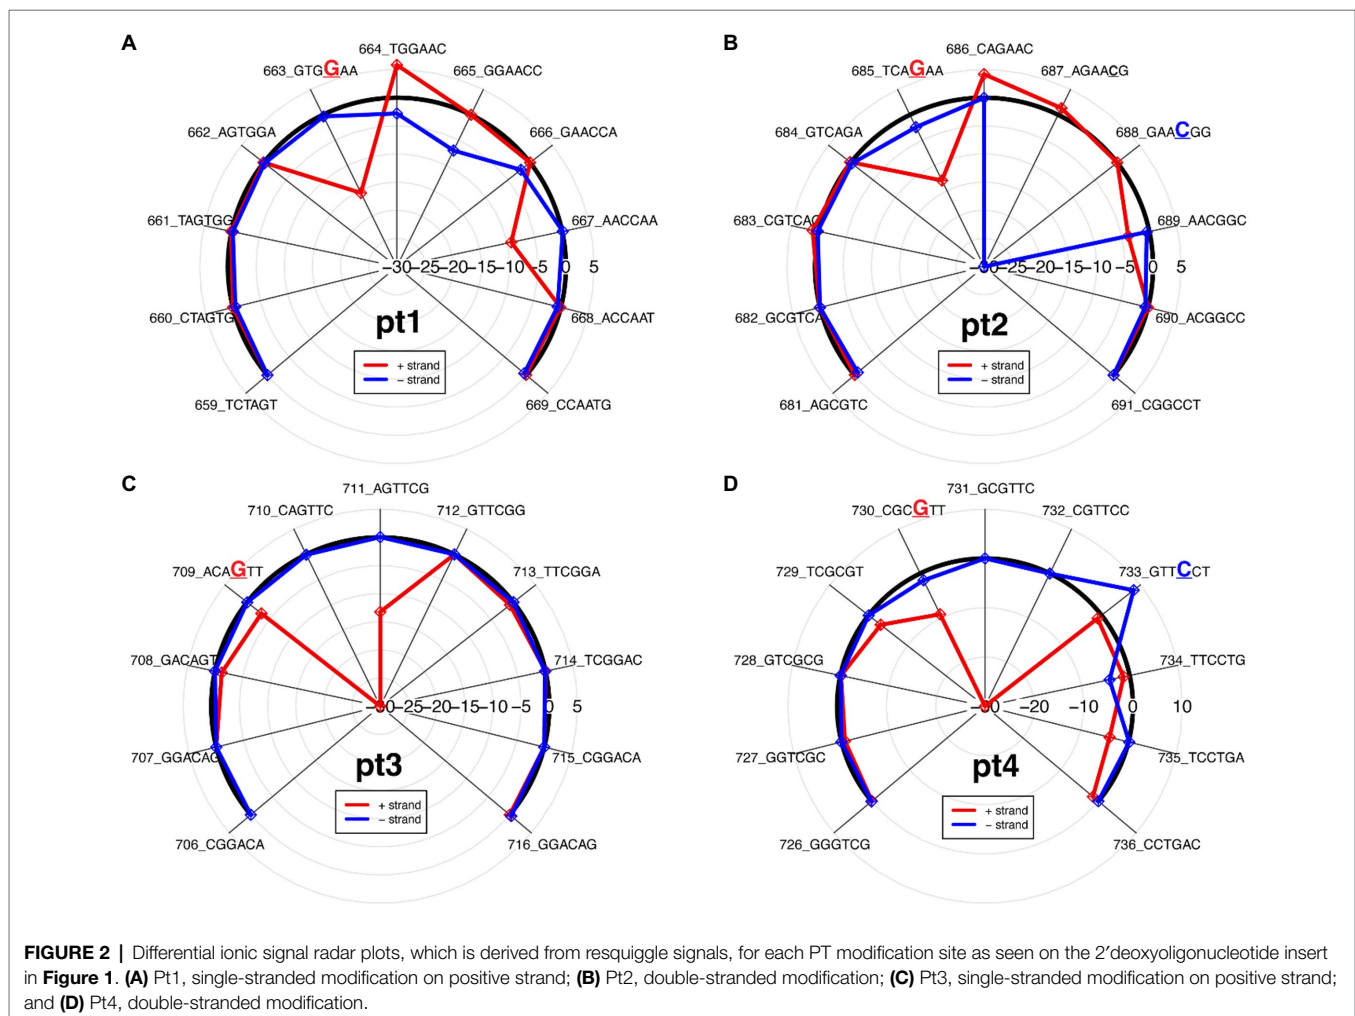 A
664_TGGAAC
663_GTGGAA
665_GGAACC
662_AGTGGA
666_GAACCA
661_TAGTGG
667_AACCAA
−30 −25 −20 −15 −10 −5 0 5
660_CTAGTG
668_ACCAAT
pt1
+ strand
− strand
659_TCTAGT
669_CCAATG
B
686_CAGAAC
685_TCAGAA
687_AGAACG
684_GTCAGA
688_GAACGG
683_CGTCAG
689_AACGGC
−30 −25 −20 −15 −10 −5 0 5
682_GCGTCA
690_ACGGCC
pt2
+ strand
− strand
681_AGCGTC
691_CGGCCT
C
711_AGTTCG
710_CAGTTC
712_GTTCGG
709_ACAGTT
713_TTCGGA
708_GACAGT
714_TCGGAC
−30 −25 −20 −15 −10 −5 0 5
707_GGACAG
715_CGGACA
pt3
+ strand
− strand
706_CGGACA
716_GGACAG
D
731_GCGTTC
730_CGCGTT
732_CGTTCC
729_TCGCGT
733_GTTCCT
728_GTCGCG
734_TTCCTG
−30 −20 −10 0 10
727_GGTCGC
735_TCCTGA
pt4
+ strand
− strand
726_GGGTCG
736_CCTGAC
FIGURE 2 | Differential ionic signal radar plots, which is derived from resquiggle signals, for each PT modification site as seen on the 2′deoxyoligonucleotide insert
in Figure 1. (A) Pt1, single-stranded modification on positive strand; (B) Pt2, double-stranded modification; (C) Pt3, single-stranded modification on positive strand;
and (D) Pt4, double-stranded modification.